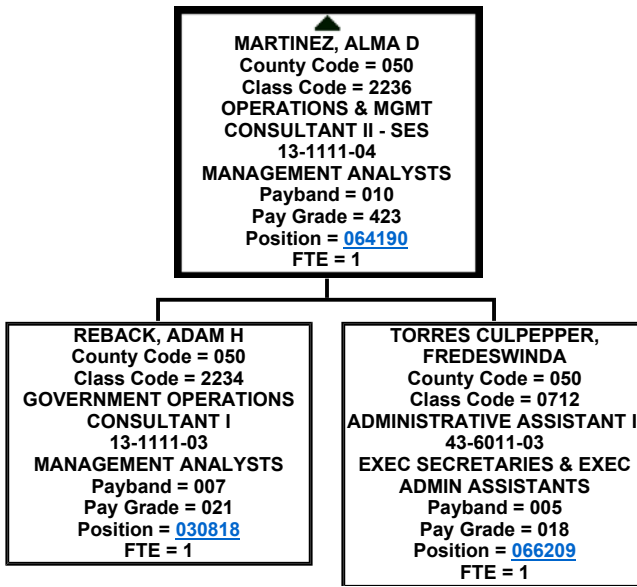 MARTINEZ, ALMA D
County Code = 050
Class Code = 2236
OPERATIONS & MGMT
CONSULTANT II - SES
13-1111-04
MANAGEMENT ANALYSTS
Payband = 010
Pay Grade = 423
Position = 064190
FTE = 1
REBACK, ADAM H
County Code = 050
Class Code = 2234
GOVERNMENT OPERATIONS
CONSULTANT I
13-1111-03
MANAGEMENT ANALYSTS
Payband = 007
Pay Grade = 021
Position = 030818
FTE = 1
TORRES CULPEPPER,
FREDESWINDA
County Code = 050
Class Code = 0712
ADMINISTRATIVE ASSISTANT I
43-6011-03
EXEC SECRETARIES & EXEC
ADMIN ASSISTANTS
Payband = 005
Pay Grade = 018
Position = 066209
FTE = 1